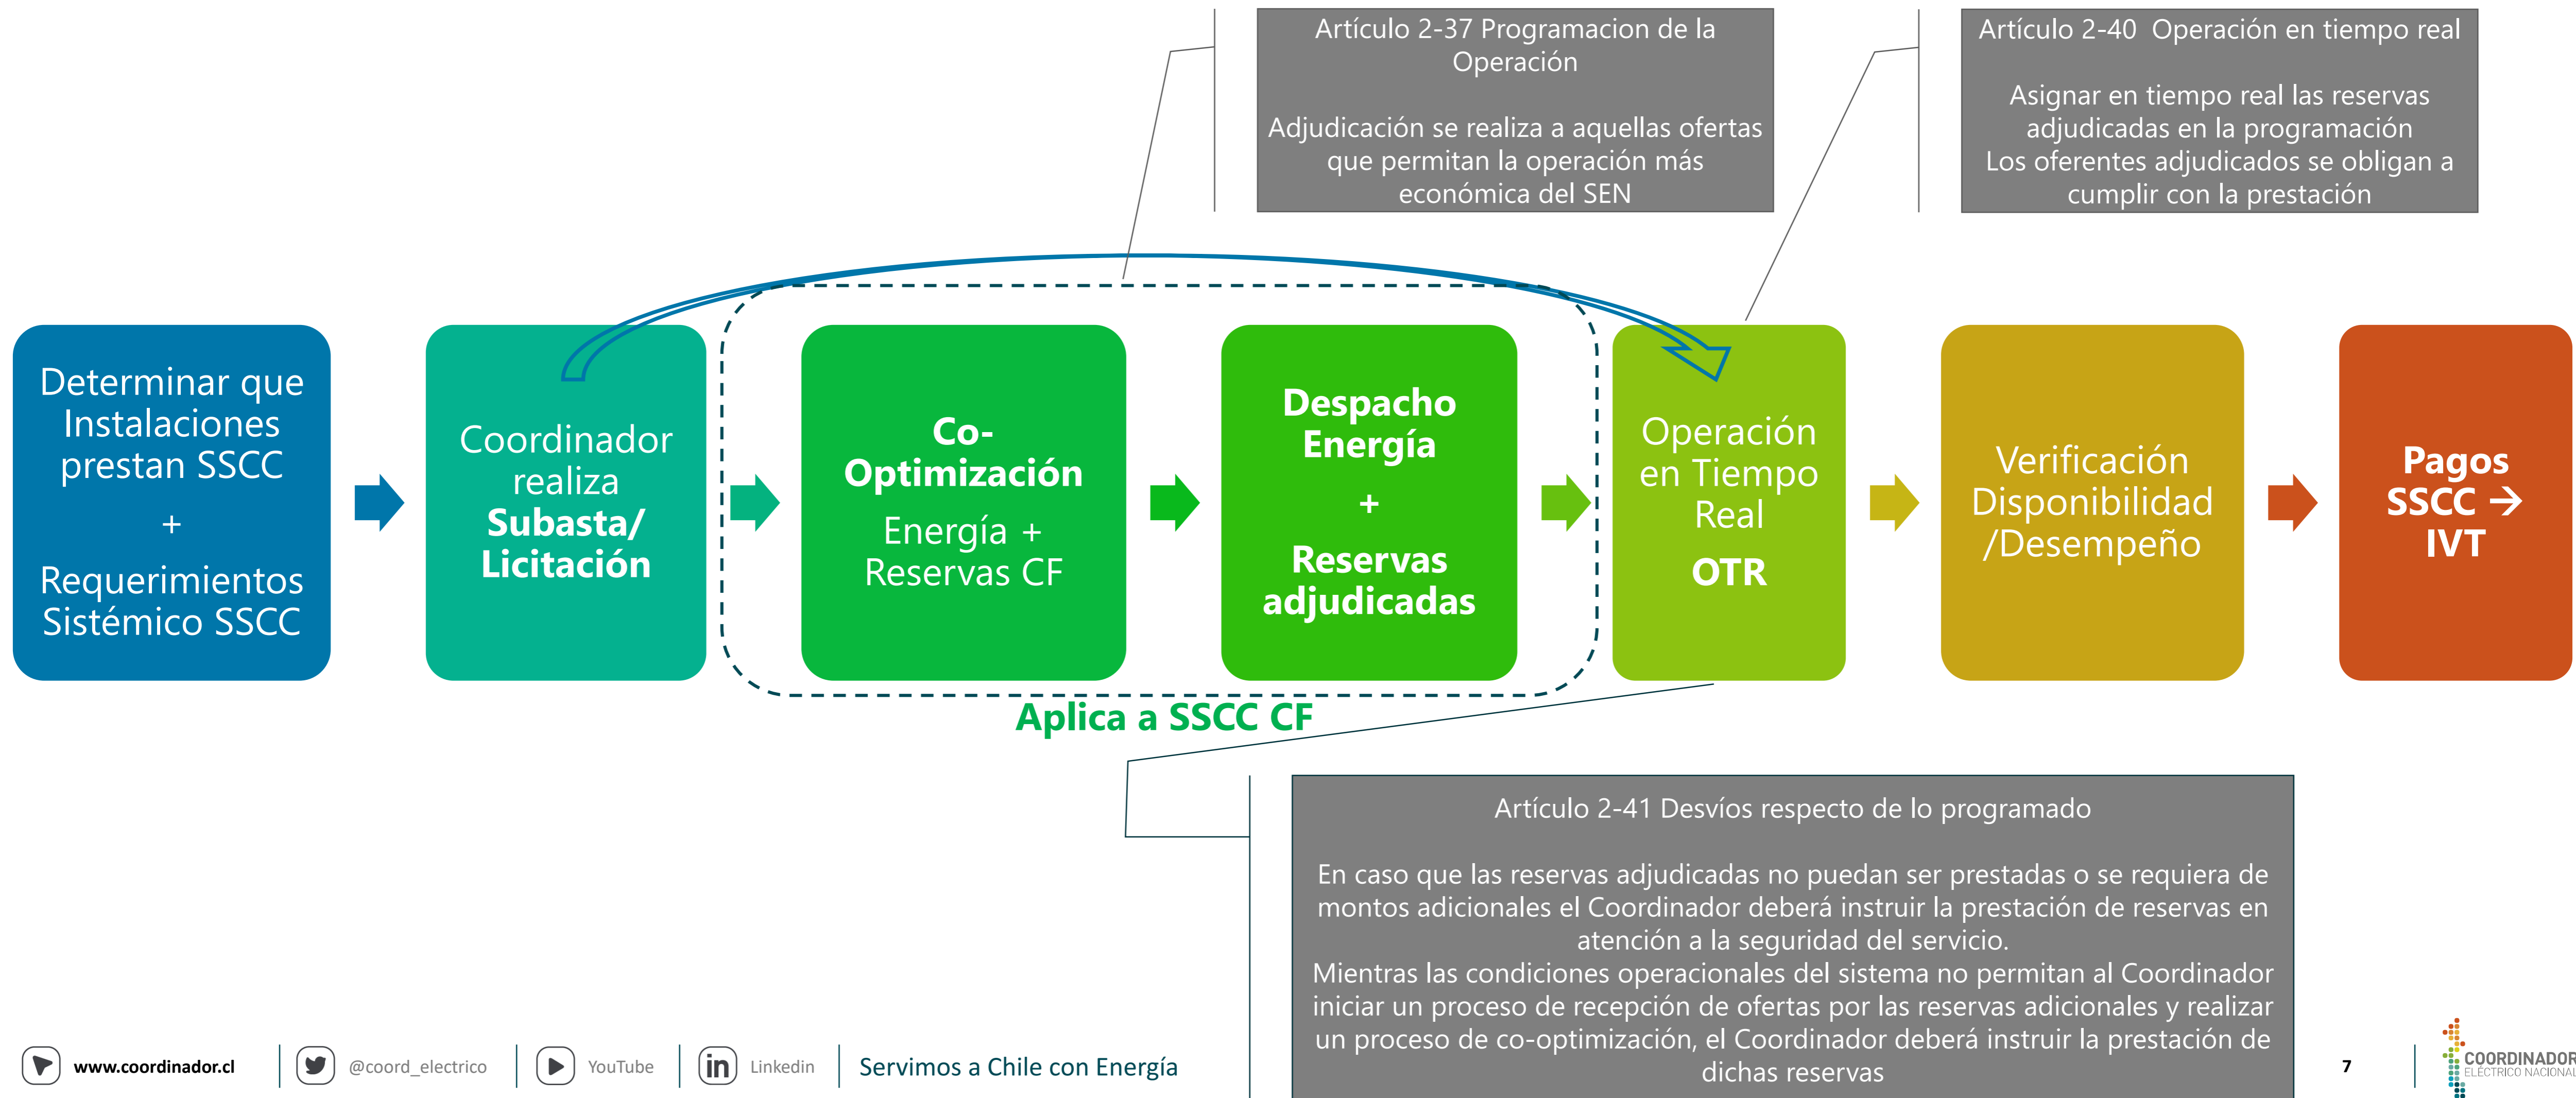 Artículo 2-37 Programacion de la
Operación
Adjudicación se realiza a aquellas ofertas
que permitan la operación más
económica del SEN
Artículo 2-40  Operación en tiempo real
Asignar en tiempo real las reservas
adjudicadas en la programación
Los oferentes adjudicados se obligan a
cumplir con la prestación
Determinar que
Instalaciones
prestan SSCC
+
Requerimientos
Sistémico SSCC
Coordinador
realiza
Subasta/
Licitación
Co-
Optimización
Energía +
Reservas CF
Despacho
Energía
+
Reservas
adjudicadas
Operación
en Tiempo
Real
OTR
Verificación
Disponibilidad
/Desempeño
Pagos
SSCC →
IVT
Aplica a SSCC CF
Artículo 2-41 Desvíos respecto de lo programado
En caso que las reservas adjudicadas no puedan ser prestadas o se requiera de
montos adicionales el Coordinador deberá instruir la prestación de reservas en
atención a la seguridad del servicio.
Mientras las condiciones operacionales del sistema no permitan al Coordinador
iniciar un proceso de recepción de ofertas por las reservas adicionales y realizar
un proceso de co-optimización, el Coordinador deberá instruir la prestación de
dichas reservas
www.coordinador.cl
@coord_electrico
YouTube
in Linkedin
Servimos a Chile con Energía
7
COORDINADOR
ELÉCTRICO NACIONAL